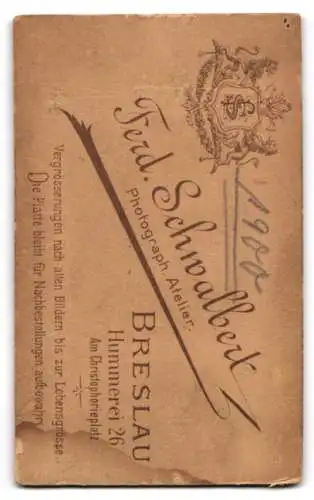 1900
Ferd. Schwalbert
Photograph. Atelier.
BRESLAU
Hummerei 26
Am Christophorieplatz
Vergrösserungen nach allen Bildern bis zur Lebensgrösse.
Die Platte bleibt für Nachbestellungen aufbewahrt.